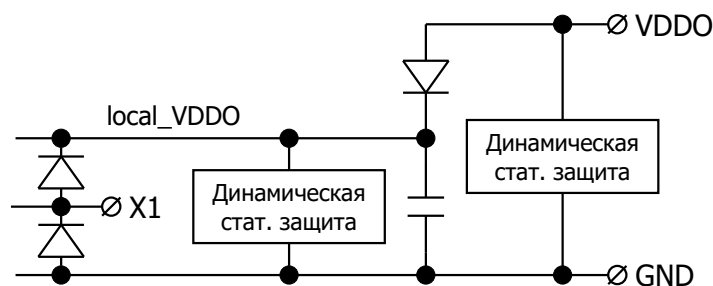 VDDO
local_VDDO
Динамическая
стат. защита
Динамическая
стат. защита
X1
GND